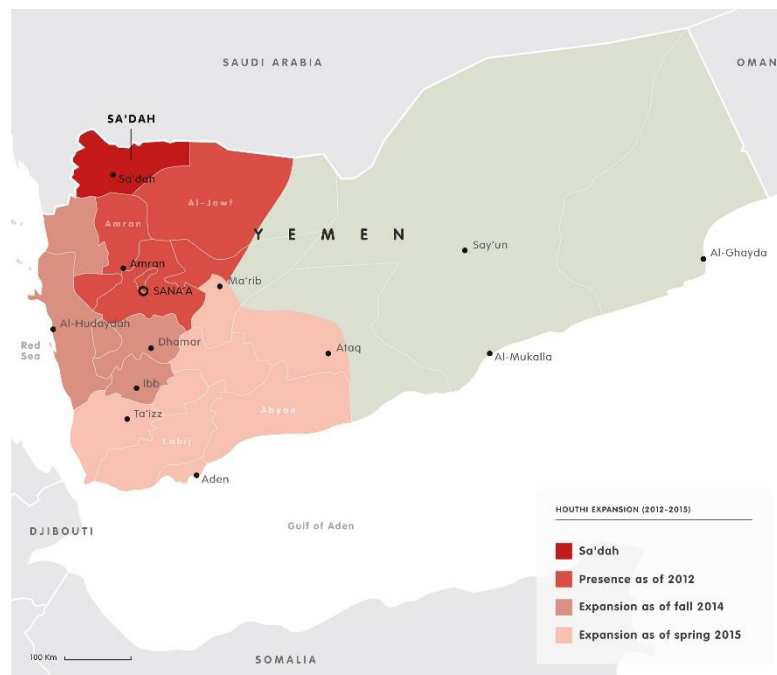 SAUDI ARABIA
OMAN
SA'DAH
Sa'dah
Al-Jawf
Amran
YEMEN
Say'un
Al-Ghayda
Amran
Ma'rib
SANA'A
Al-Hudaydah
Red
Sea
Dhamar
Ataq
Al-Mukalla
Ibb
Abyan
Ta'izz
Lahij
Aden
Gulf of Aden
DJIBOUTI
HOUTHI EXPANSION (2012-2015)
Sa'dah
Presence as of 2012
Expansion as of fall 2014
Expansion as of spring 2015
100 Km
SOMALIA